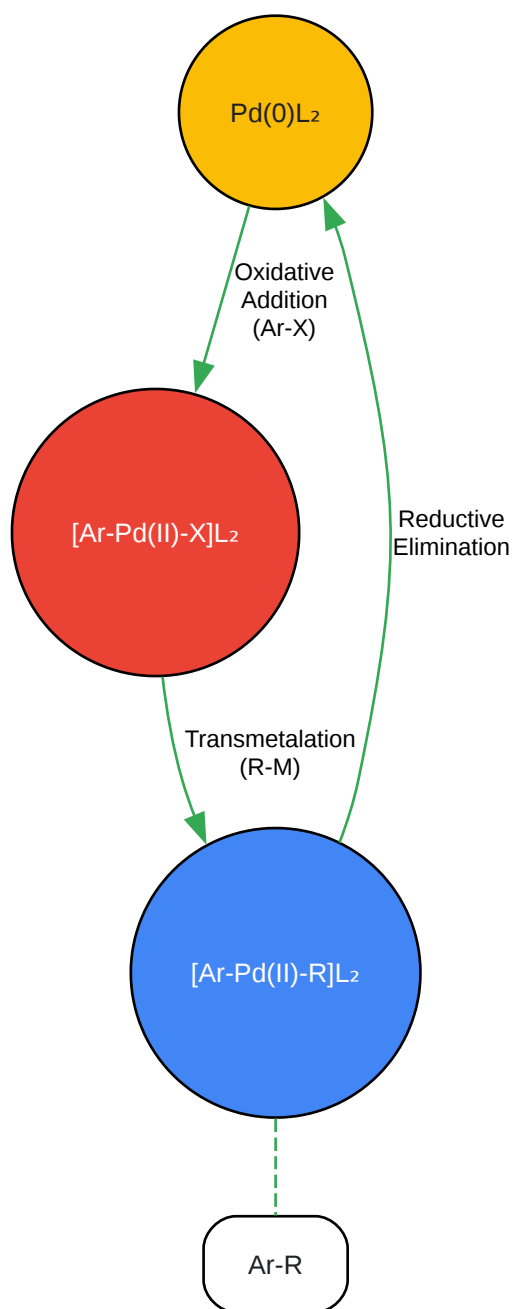 Pd(0)L₂
Oxidative
Addition
(Ar-X)
[Ar-Pd(II)-X]L₂
Reductive
Elimination
Transmetalation
(R-M)
[Ar-Pd(II)-R]L₂
Ar-R